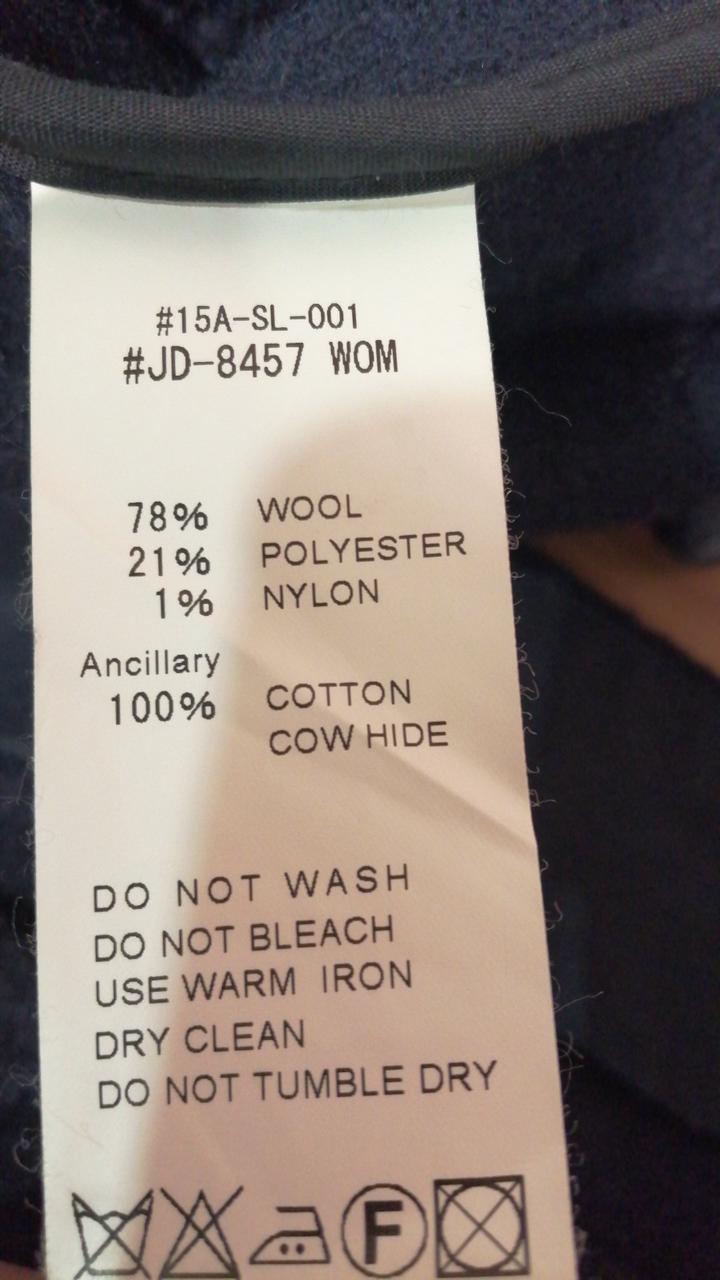 #15A-SL-001
#JD-8457 WOM
78% WOOL
21% POLYESTER
1% NYLON
Ancillary
100% COTTON
COW HIDE
DO NOT WASH
DO NOT BLEACH
USE WARM IRON
DRY CLEAN
DO NOT TUMBLE DRY
F